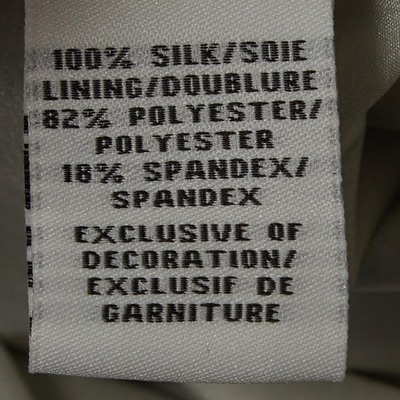 100% SILK/SOIE
LINING/DOUBLURE
82% POLYESTER/
POLYESTER
18% SPANDEX/
SPANDEX
EXCLUSIVE OF
DECORATION/
EXCLUSIF DE
GARNITURE